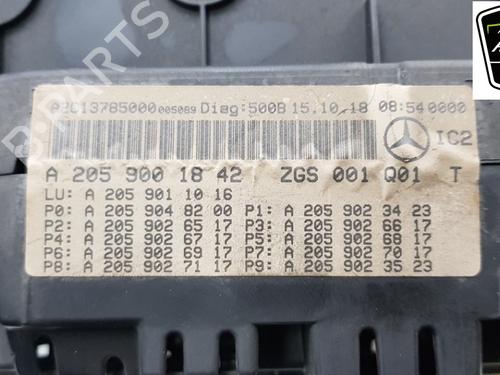 A2C13785000 005089 Diag:500B 15.10.18 08:54 0000
IC2
A 205 900 18 42 ZGS 001 Q01 T
LU: A 205 901 10 16
P0: A 205 904 82 00 P1: A 205 902 34 23
P2: A 205 902 65 17 P3: A 205 902 66 17
P4: A 205 902 67 17 P5: A 205 902 68 17
P6: A 205 902 69 17 P7: A 205 902 70 17
P8: A 205 902 71 17 P9: A 205 902 35 23
B-PARTS